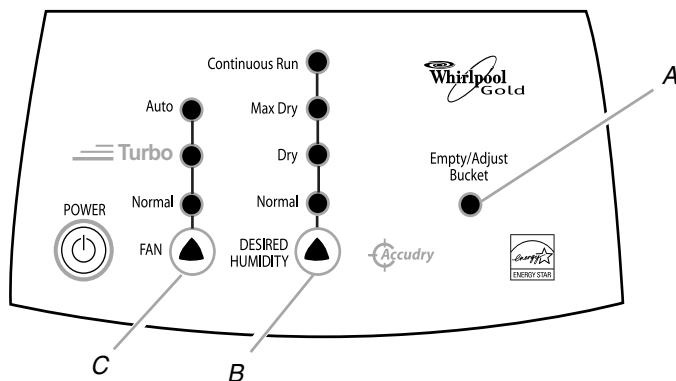 Continuous Run
Whirlpool
Gold
A
Auto
Max Dry
Turbo
Dry
Empty/Adjust
Bucket
Normal
Normal
POWER
FAN
DESIRED
HUMIDITY
Accudry
energy
ENERGY STAR
C
B